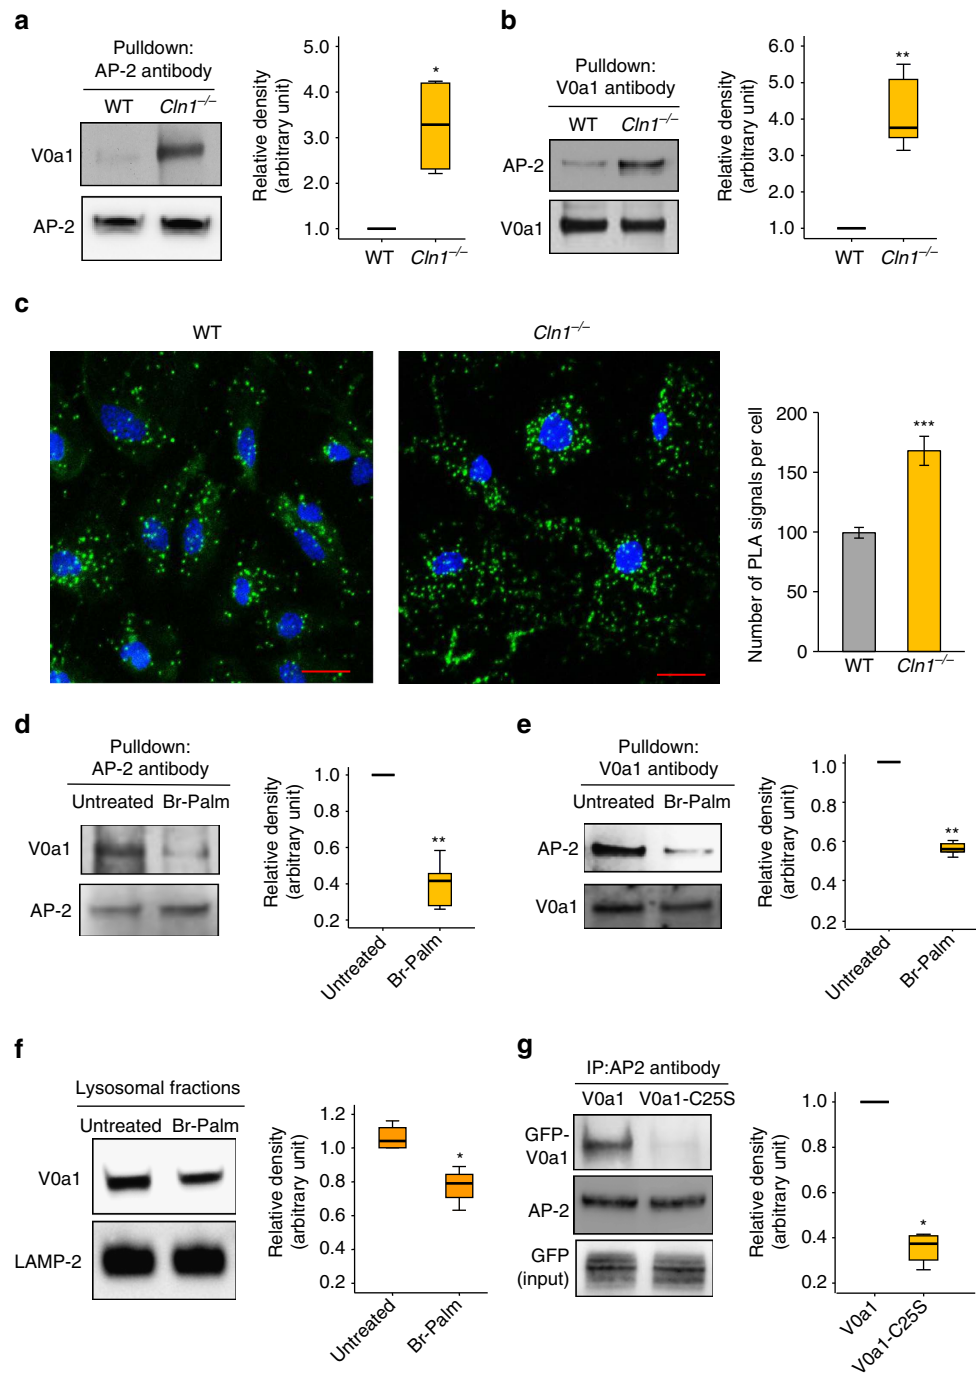 a
Pulldown:
AP-2 antibody
WT Cln1–/–
V0a1
AP-2
Relative density
(arbitrary unit)
5.0
4.0
3.0
2.0
1.0
*
WT Cln1–/–
b
Pulldown:
V0a1 antibody
WT Cln1–/–
AP-2
V0a1
Relative density
(arbitrary unit)
6.0
5.0
4.0
3.0
2.0
1.0
**
WT Cln1–/–
c
WT
Cln1–/–
Number of PLA signals per cell
200
150
100
50
0
***
WT Cln1–/–
d
Pulldown:
AP-2 antibody
Untreated Br-Palm
V0a1
AP-2
Relative density
(arbitrary unit)
1.0
0.8
0.6
0.4
0.2
**
Untreated
Br-Palm
e
Pulldown:
V0a1 antibody
Untreated Br-Palm
AP-2
V0a1
Relative density
(arbitrary unit)
1.0
0.8
0.6
0.4
0.2
**
Untreated
Br-Palm
f
Lysosomal fractions
Untreated Br-Palm
V0a1
LAMP-2
Relative density
(arbitrary unit)
1.2
1.0
0.8
0.6
0.4
0.2
*
Untreated
Br-Palm
g
IP:AP2 antibody
V0a1 V0a1-C25S
GFP-
V0a1
AP-2
GFP
(input)
Relative density
(arbitrary unit)
1.0
0.8
0.6
0.4
0.2
*
V0a1
V0a1-C25S